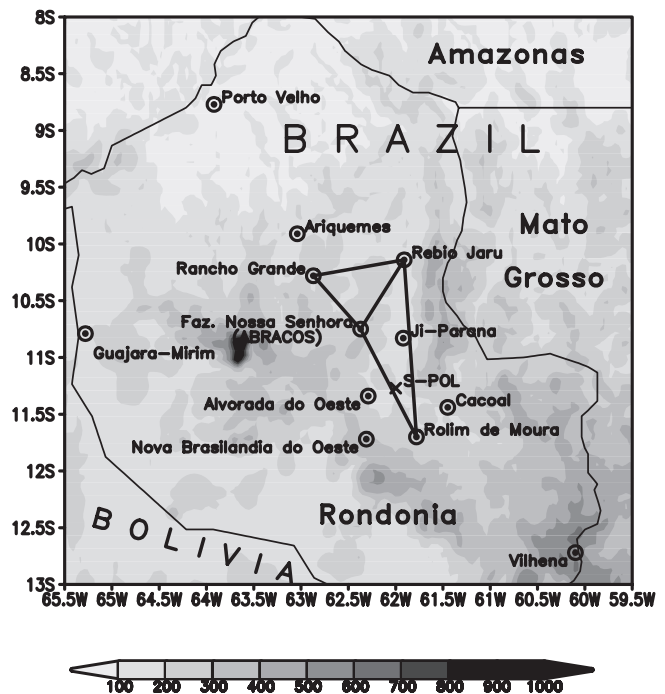 8S
Amazonas
8.5S
Porto Velho
9S
BRAZIL
9.5S
Mato
Grosso
Ariquemes
10S
Rebio Jaru
Rancho Grande
10.5S
Faz. Nossa Senhora
(ABRACOS)
Ji-Parana
11S
Guajara-Mirim
S-POL
Alvorada do Oeste
Cacoal
11.5S
Rolim de Moura
Nova Brasilandia do Oeste
12S
Rondonia
12.5S
BOLIVIA
Vilhena
13S
65.5W 65W 64.5W 64W 63.5W 63W 62.5W 62W 61.5W 61W 60.5W 60W 59.5W
100 200 300 400 500 600 700 800 900 1000